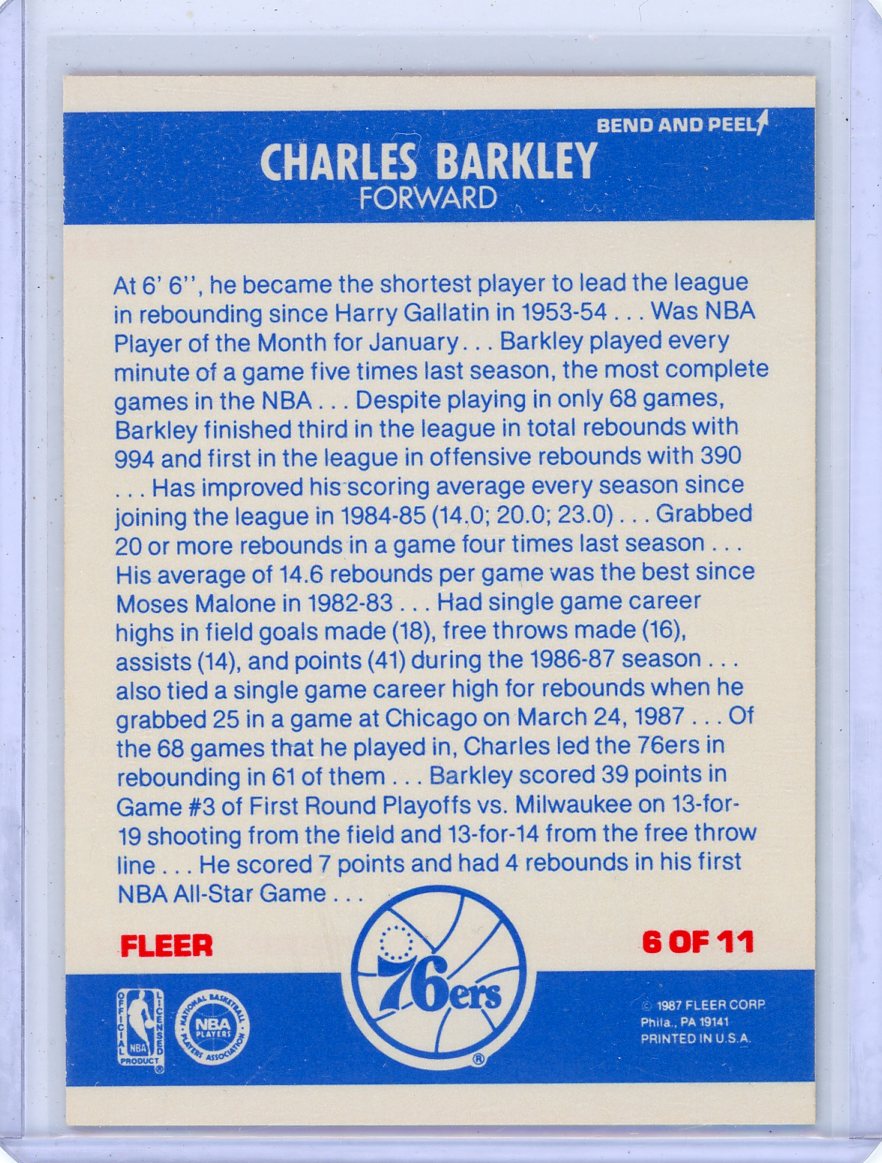 BEND AND PEEL
CHARLES BARKLEY
FORWARD
At 6' 6'', he became the shortest player to lead the league
in rebounding since Harry Gallatin in 1953-54 . . . Was NBA
Player of the Month for January. . . Barkley played every
minute of a game five times last season, the most complete
games in the NBA . . . Despite playing in only 68 games,
Barkley finished third in the league in total rebounds with
994 and first in the league in offensive rebounds with 390
. . . Has improved his scoring average every season since
joining the league in 1984-85 (14.0; 20.0; 23.0) . . . Grabbed
20 or more rebounds in a game four times last season . . .
His average of 14.6 rebounds per game was the best since
Moses Malone in 1982-83 . . . Had single game career
highs in field goals made (18), free throws made (16),
assists (14), and points (41) during the 1986-87 season . . .
also tied a single game career high for rebounds when he
grabbed 25 in a game at Chicago on March 24, 1987 . . . Of
the 68 games that he played in, Charles led the 76ers in
rebounding in 61 of them . . . Barkley scored 39 points in
Game #3 of First Round Playoffs vs. Milwaukee on 13-for-
19 shooting from the field and 13-for-14 from the free throw
line . . . He scored 7 points and had 4 rebounds in his first
NBA All-Star Game . . .
FLEER
6 OF 11
76ers
®
OFFICIAL LICENSED
NBA
PRODUCT
®
NATIONAL BASKETBALL
NBA
PLAYERS
PLAYERS ASSOCIATION
© 1987 FLEER CORP.
Phila., PA 19141
PRINTED IN U.S.A.